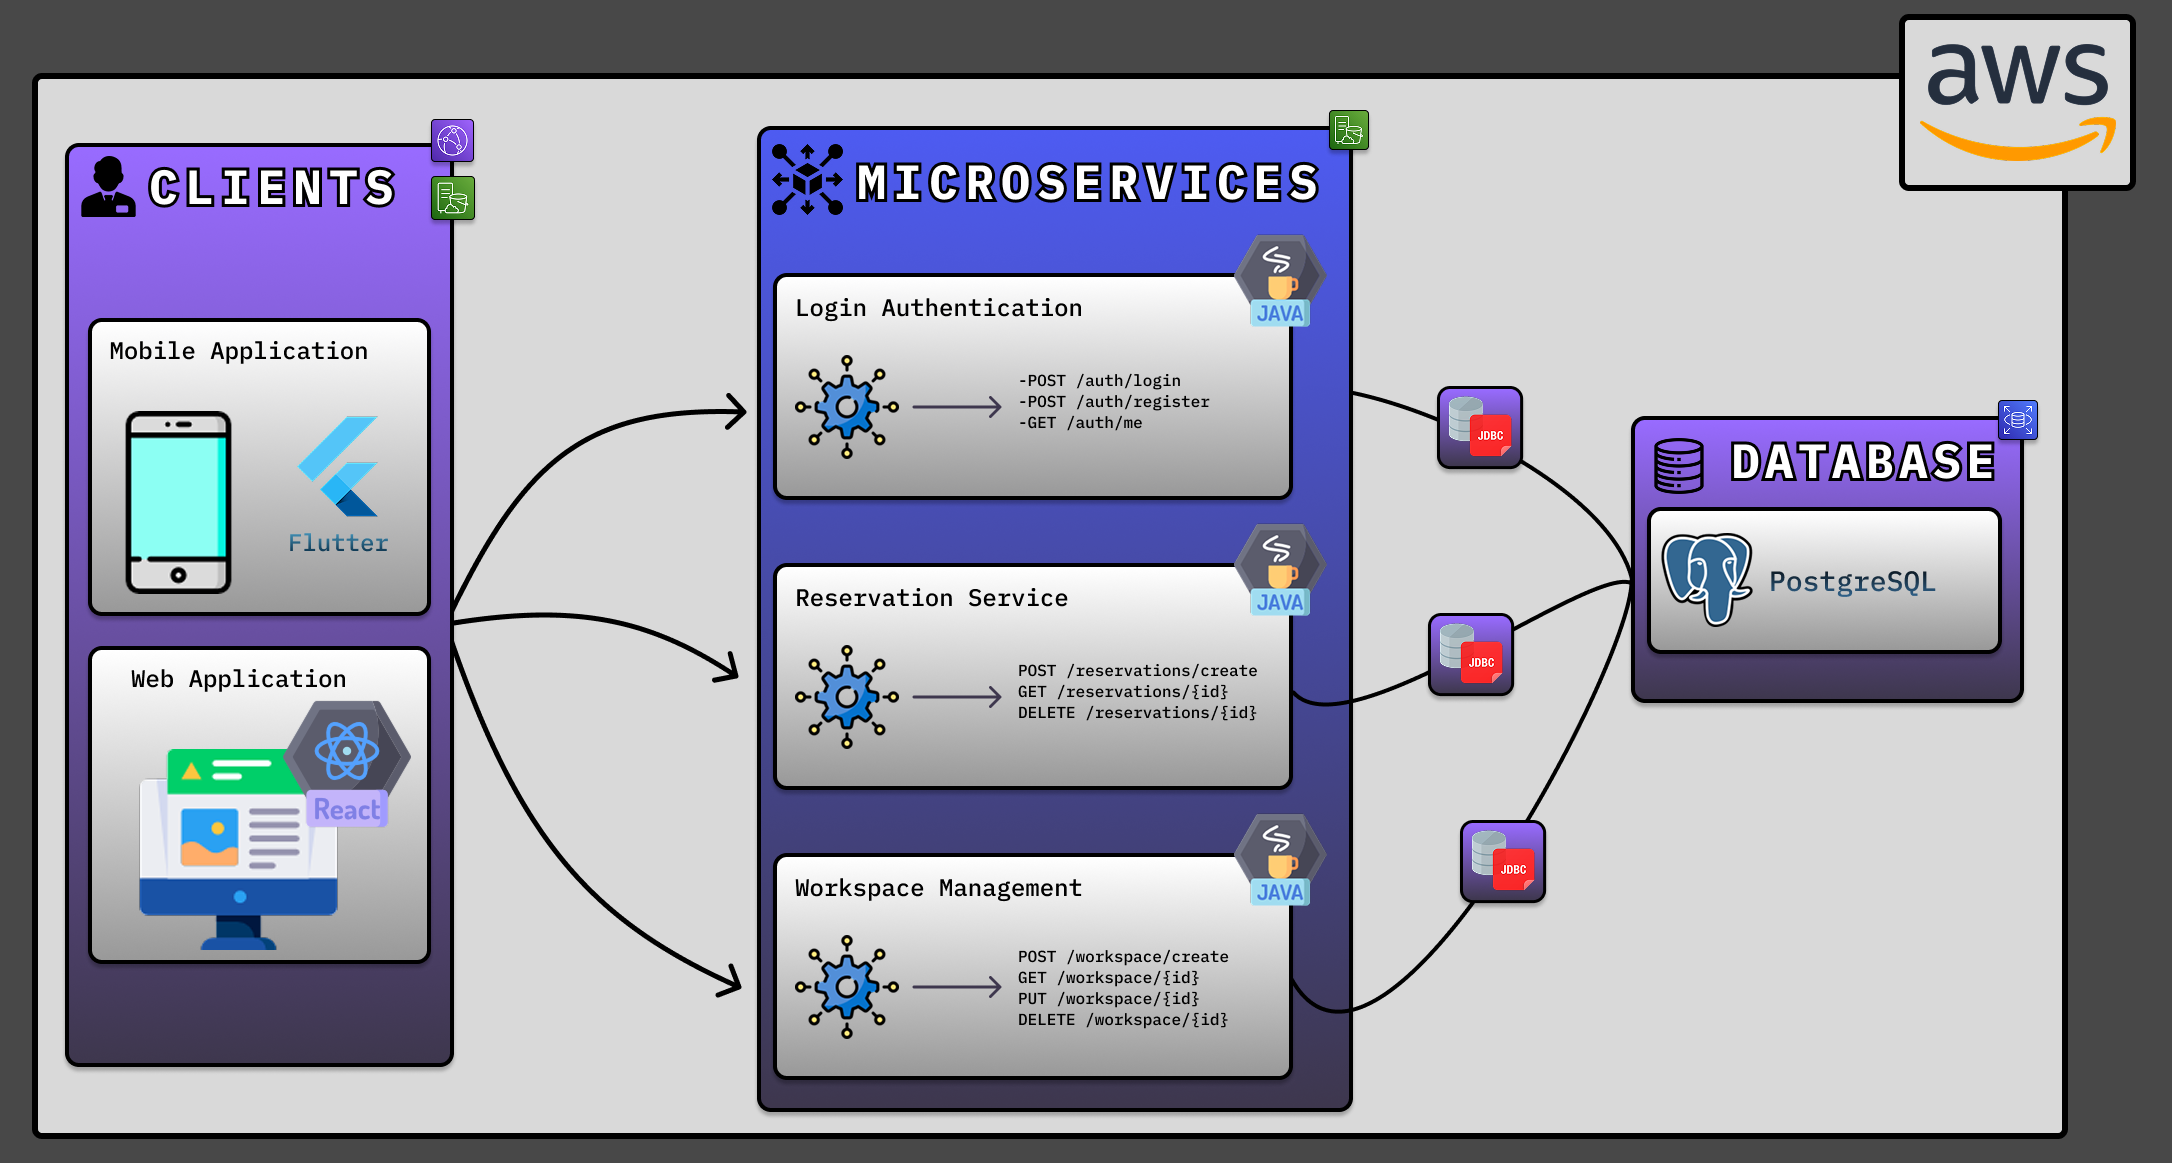 aws
CLIENTS
Mobile Application
Flutter
Web Application
React
MICROSERVICES
Login Authentication
JAVA
-POST /auth/login
-POST /auth/register
-GET /auth/me
Reservation Service
JAVA
POST /reservations/create
GET /reservations/{id}
DELETE /reservations/{id}
Workspace Management
JAVA
POST /workspace/create
GET /workspace/{id}
PUT /workspace/{id}
DELETE /workspace/{id}
JDBC
JDBC
JDBC
DATABASE
PostgreSQL